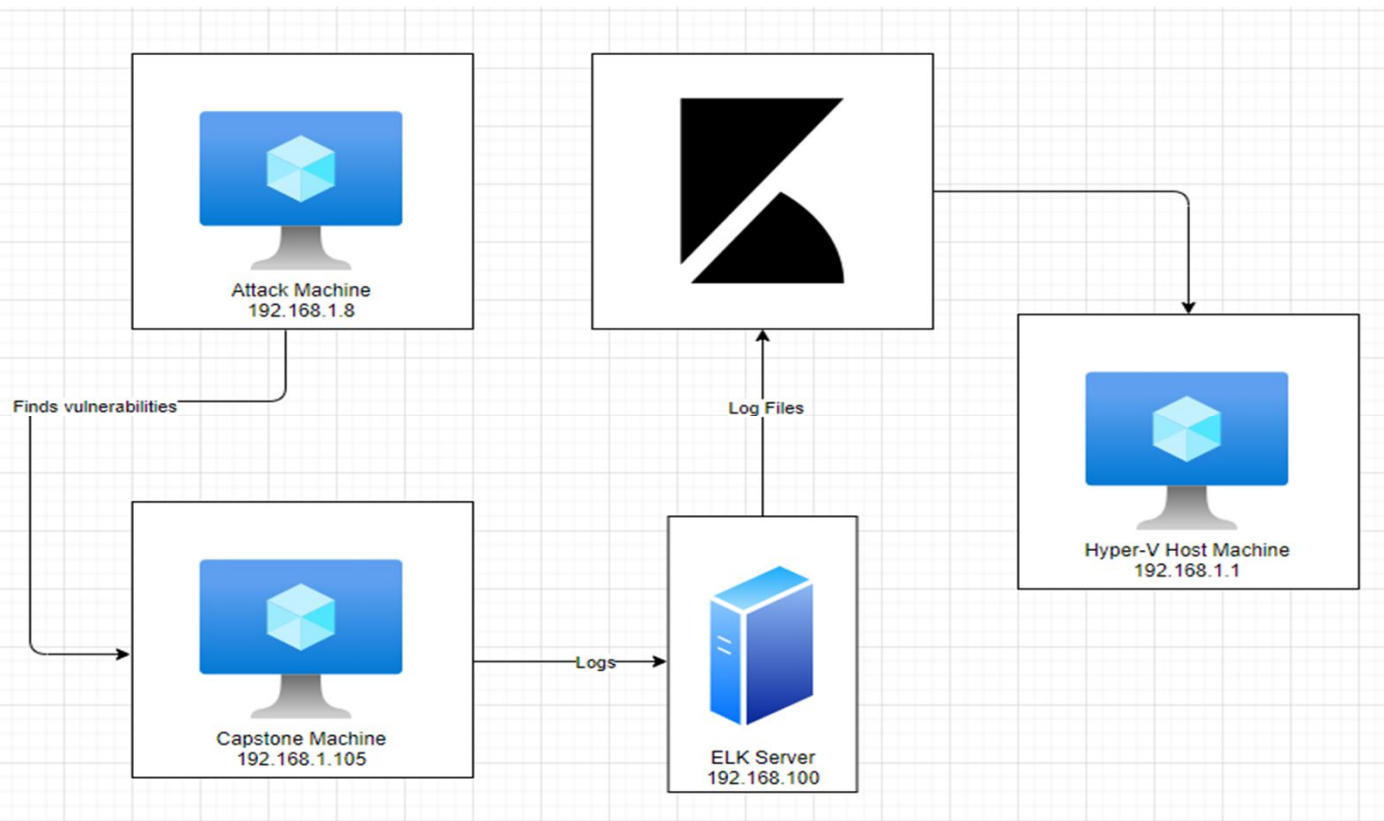 Attack Machine
192.168.1.8
Finds vulnerabilities
Capstone Machine
192.168.1.105
Logs
ELK Server
192.168.100
Log Files
Hyper-V Host Machine
192.168.1.1